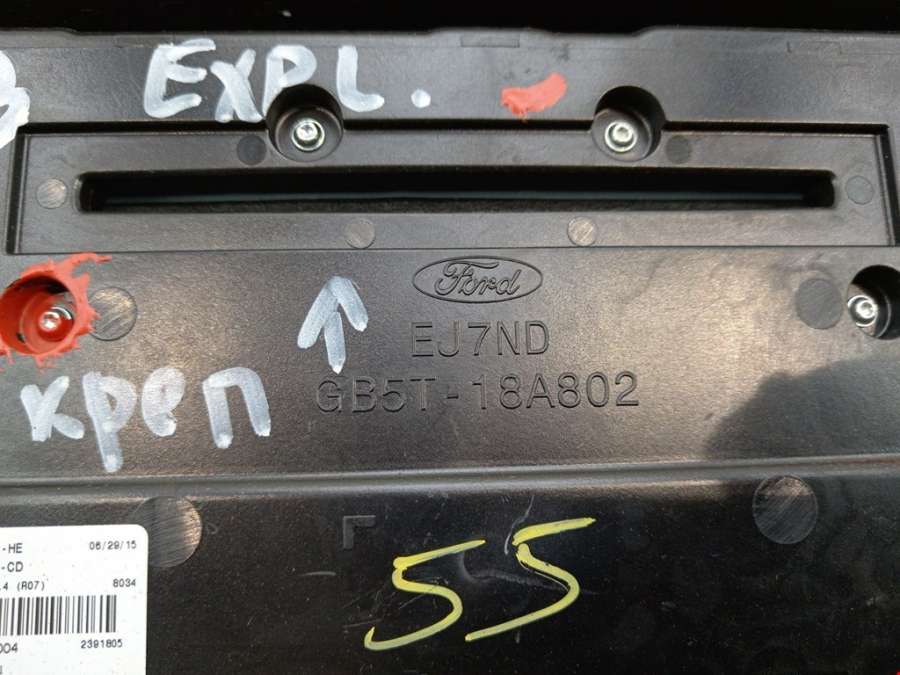 EXPL.
Ford
EJ7ND
GB5T-18A802
креп
F
55
-HE 06/29/15
-CD
.4 (R07) 8034
004 2391805